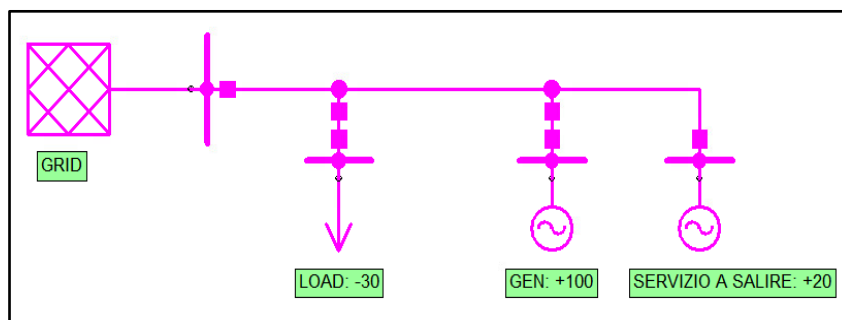 GRID
LOAD: -30
GEN: +100
SERVIZIO A SALIRE: +20